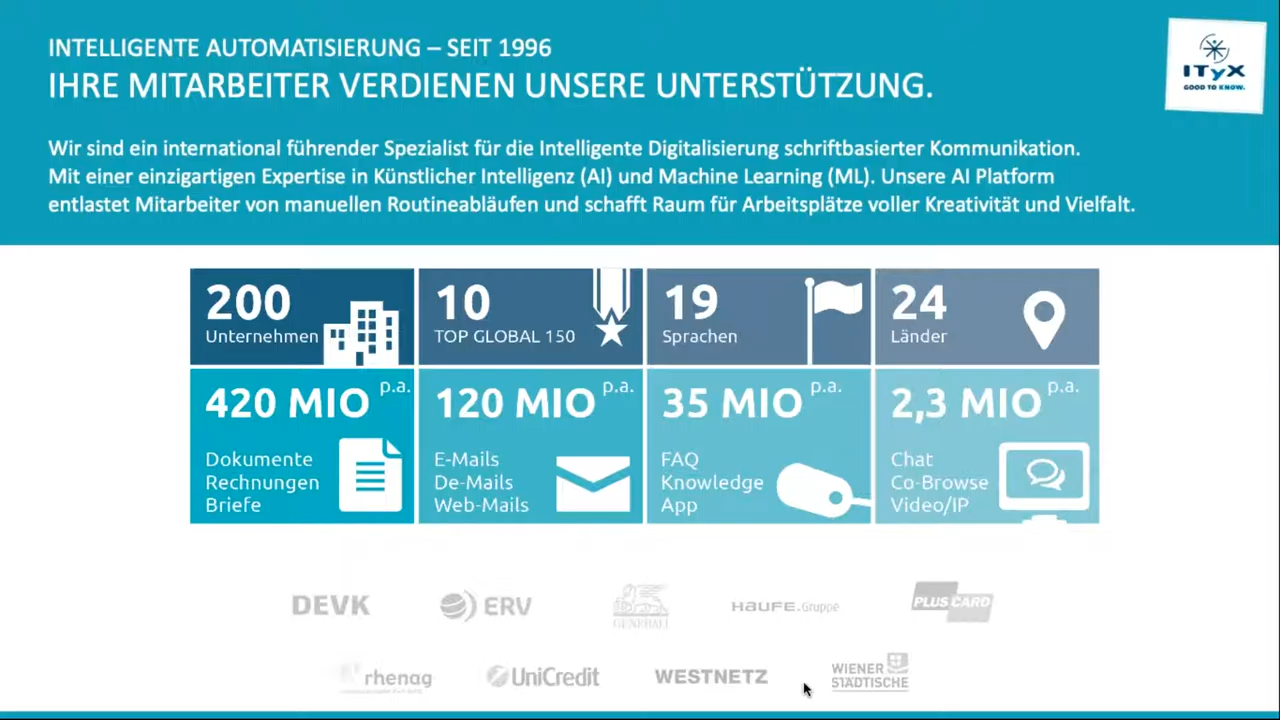 INTELLIGENTE AUTOMATISIERUNG – SEIT 1996
IHRE MITARBEITER VERDIENEN UNSERE UNTERSTÜTZUNG.
ITyX
GOOD TO KNOW.
Wir sind ein international führender Spezialist für die Intelligente Digitalisierung schriftbasierter Kommunikation.
Mit einer einzigartigen Expertise in Künstlicher Intelligenz (AI) und Machine Learning (ML). Unsere AI Platform
entlastet Mitarbeiter von manuellen Routineabläufen und schafft Raum für Arbeitsplätze voller Kreativität und Vielfalt.
200
Unternehmen
10
TOP GLOBAL 150
19
Sprachen
24
Länder
420 MIO p.a.
Dokumente
Rechnungen
Briefe
120 MIO p.a.
E-Mails
De-Mails
Web-Mails
35 MIO p.a.
FAQ
Knowledge
App
2,3 MIO p.a.
Chat
Co-Browse
Video/IP
DEVK
ERV
GENERALI
HAUFE.Gruppe
PLUSCARD
rhenag
UniCredit
WESTNETZ
WIENER
STÄDTISCHE